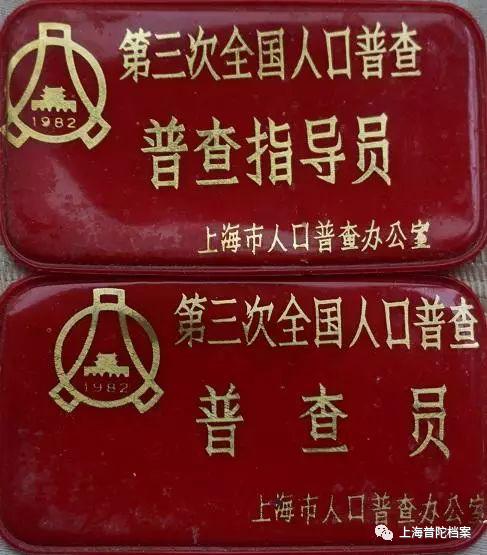 第三次全国人口普查
1982
普查指导员
上海市人口普查办公室
第三次全国人口普查
1982
普查员
上海市人口普查办公室
上海普陀档案